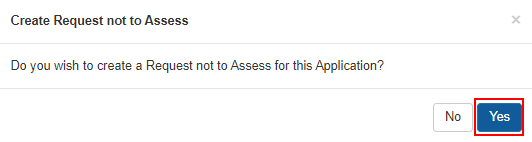 Create Request not to Assess ×
Do you wish to create a Request not to Assess for this Application?
No Yes